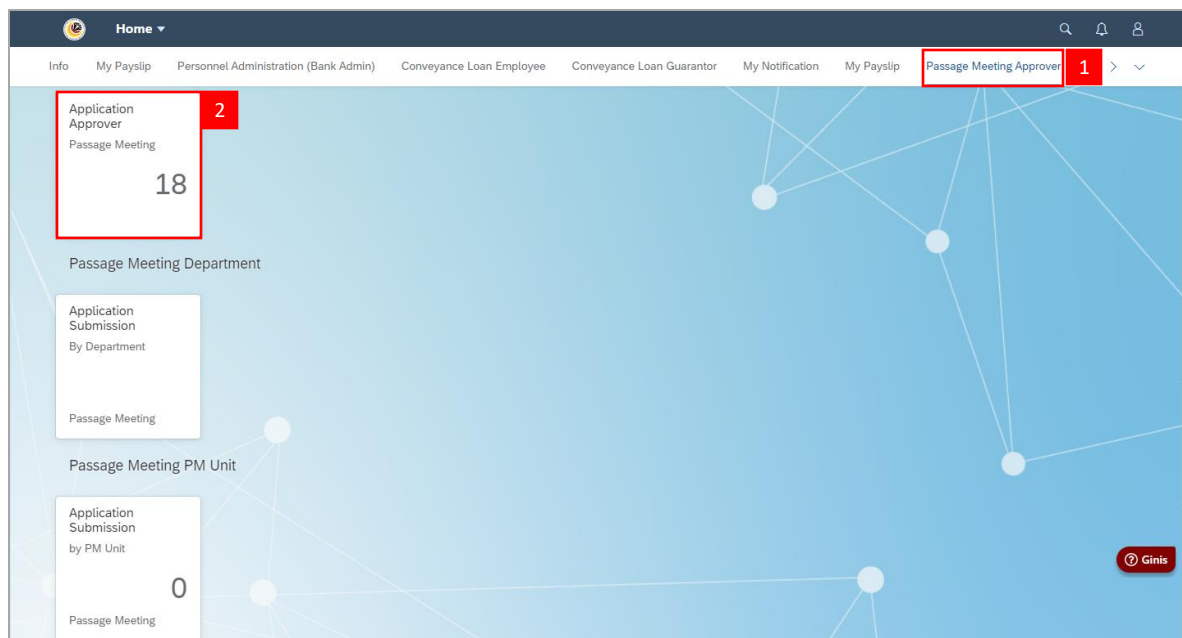 Home
Info My Payslip Personnel Administration (Bank Admin) Conveyance Loan Employee Conveyance Loan Guarantor My Notification My Payslip Passage Meeting Approver 1
Application
Approver
2
Passage Meeting
18
Passage Meeting Department
Application
Submission
By Department
Passage Meeting
Passage Meeting PM Unit
Application
Submission
by PM Unit
0
Passage Meeting
Ginis